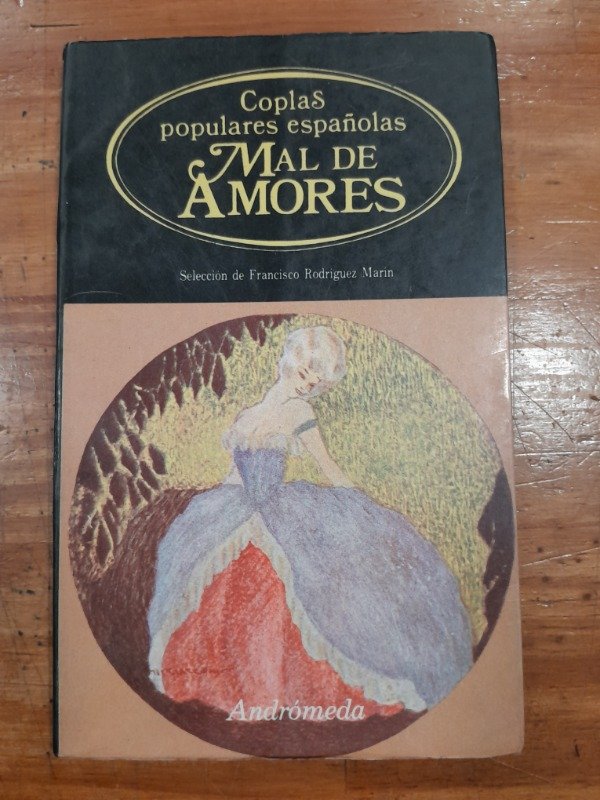 Coplas
populares españolas
MAL DE
AMORES
Selección de Francisco Rodríguez Marín
Andrómeda